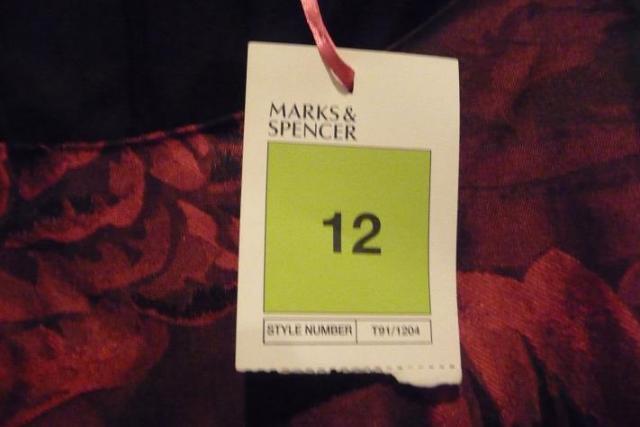 MARKS &
SPENCER
12
STYLE NUMBER T91/1204